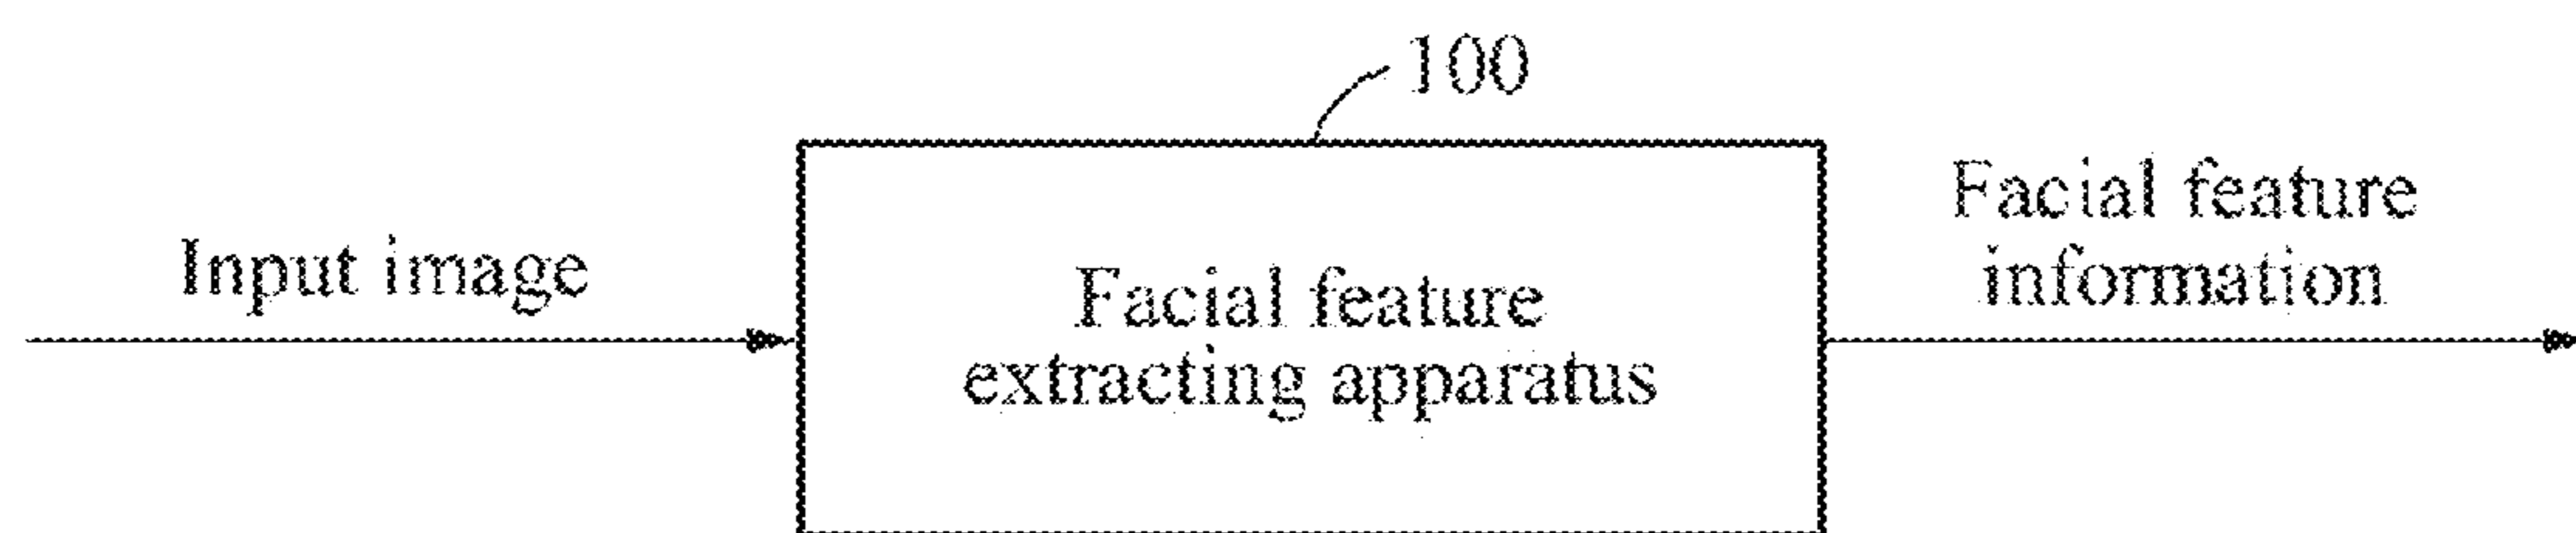 100
Input image
Facial feature
extracting apparatus
Facial feature
information